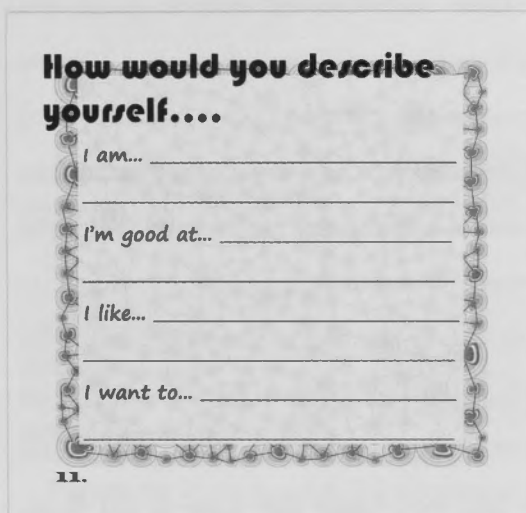 How would you describe
yourself....
I am...
I'm good at...
I like...
I want to...
11.